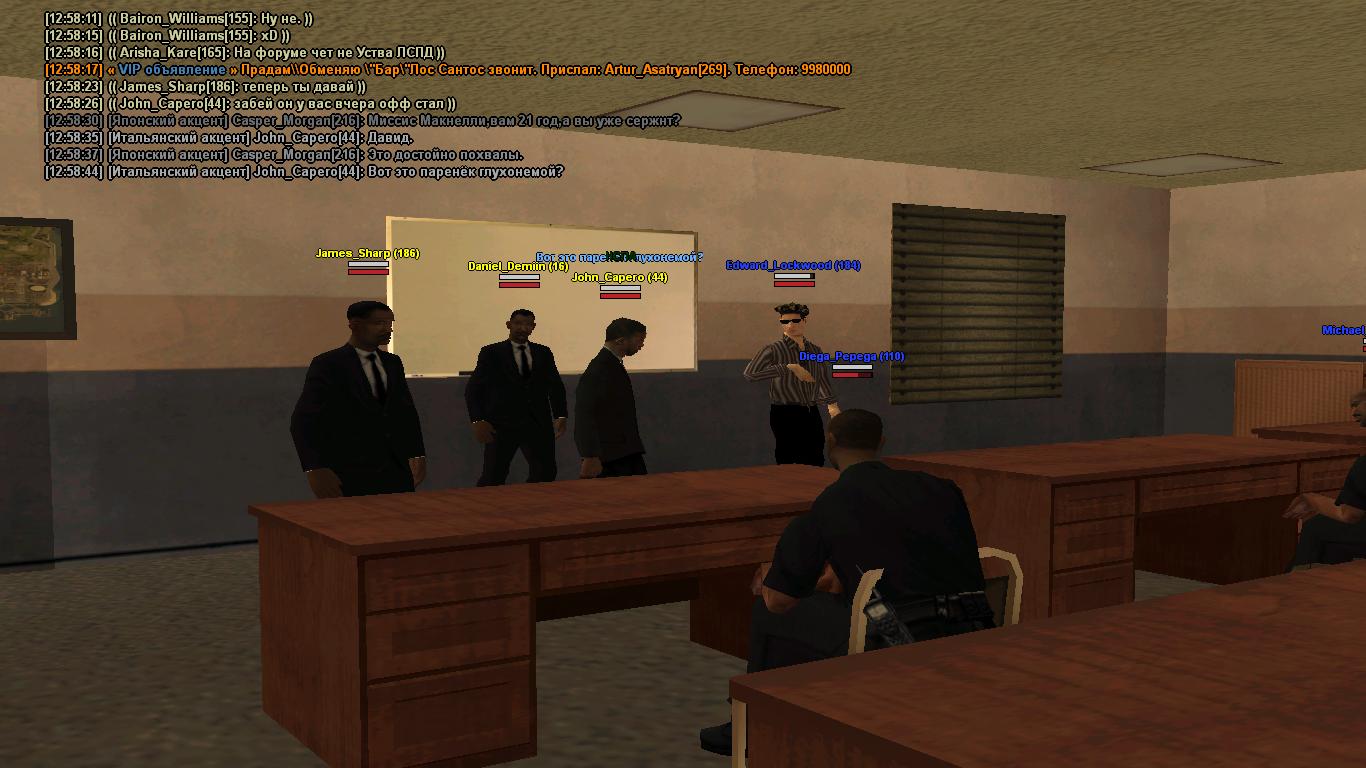 [12:58:11] (( Bairon_Williams[155]: Ну не. ))
[12:58:15] (( Bairon_Williams[155]: xD ))
[12:58:16] (( Arisha_Kare[165]: На форуме чет не Уства ЛСПД ))
[12:58:17] « VIP объявление » Прадам\\Обменяю \"Бар\"Лос Сантос звонит. Прислал: Artur_Asatryan[269]. Телефон: 9980000
[12:58:23] (( James_Sharp[186]: теперь ты давай ))
[12:58:26] (( John_Capero[44]: забей он у вас вчера офф стал ))
[12:58:30] [Японский акцент] Casper_Morgan[216]: Миссис Макнелли,вам 21 год,а вы уже сержнт?
[12:58:35] [Итальянский акцент] John_Capero[44]: Давид.
[12:58:37] [Японский акцент] Casper_Morgan[216]: Это достойно похвалы.
[12:58:44] [Итальянский акцент] John_Capero[44]: Вот это паренёк глухонемой?
James_Sharp (186)
Вот это глухонемой?
Daniel_Demiin (16)
John_Capero (44)
Edward_Lockwood (184)
Diega_Pepega (110)
Michael